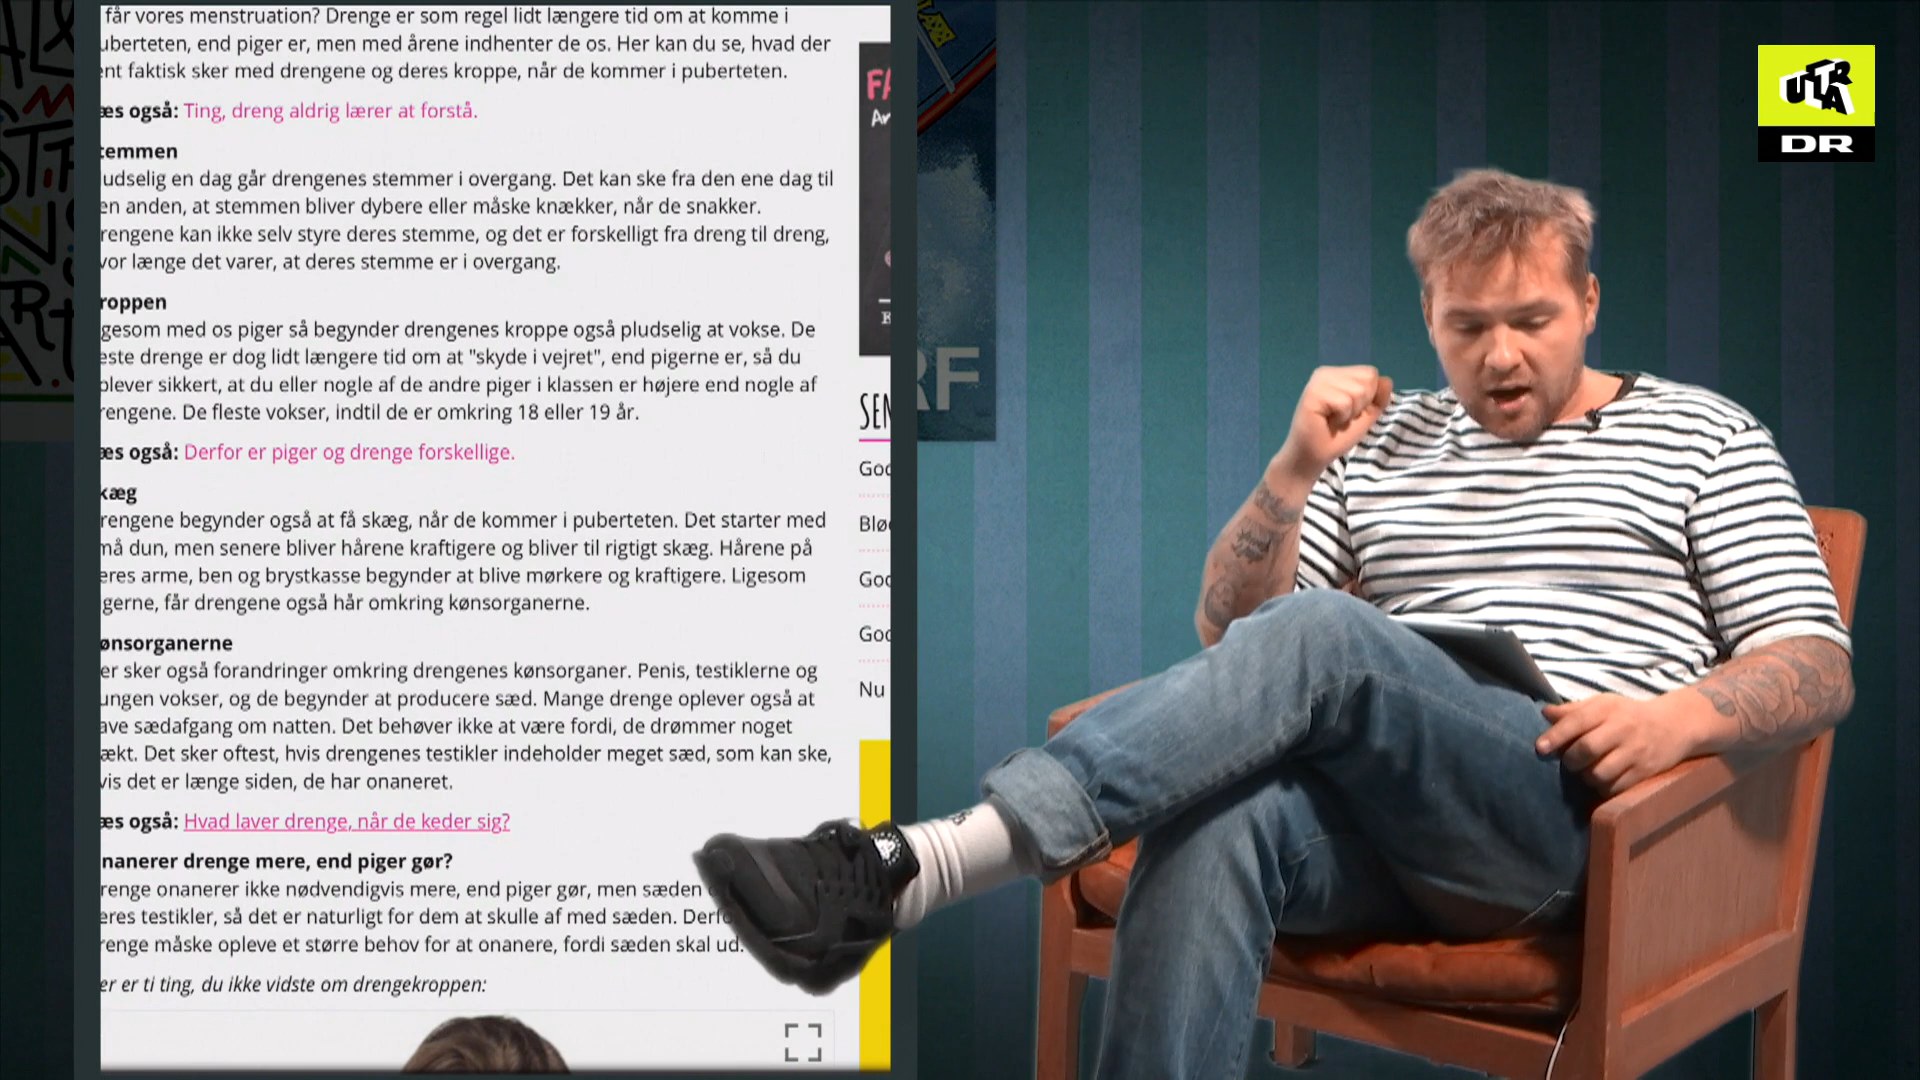 får vores menstruation? Drenge er som regel lidt længere tid om at komme i
uberteten, end piger er, men med årene indhenter de os. Her kan du se, hvad der
nt faktisk sker med drengene og deres kroppe, når de kommer i puberteten.
æs også: Ting, dreng aldrig lærer at forstå.
temmen
udselig en dag går drengenes stemmer i overgang. Det kan ske fra den ene dag til
en anden, at stemmen bliver dybere eller måske knækker, når de snakker.
rengene kan ikke selv styre deres stemme, og det er forskelligt fra dreng til dreng,
vor længe det varer, at deres stemme er i overgang.
roppen
gesom med os piger så begynder drengenes kroppe også pludselig at vokse. De
este drenge er dog lidt længere tid om at "skyde i vejret", end pigerne er, så du
plever sikkert, at du eller nogle af de andre piger i klassen er højere end nogle af
rengene. De fleste vokser, indtil de er omkring 18 eller 19 år.
æs også: Derfor er piger og drenge forskellige.
kæg
rengene begynder også at få skæg, når de kommer i puberteten. Det starter med
må dun, men senere bliver hårene kraftigere og bliver til rigtigt skæg. Hårene på
eres arme, ben og brystkasse begynder at blive mørkere og kraftigere. Ligesom
gerne, får drengene også hår omkring kønsorganerne.
ønsorganerne
er sker også forandringer omkring drengenes kønsorganer. Penis, testiklerne og
ungen vokser, og de begynder at producere sæd. Mange drenge oplever også at
ave sædafgang om natten. Det behøver ikke at være fordi, de drømmer noget
ækt. Det sker oftest, hvis drengenes testikler indeholder meget sæd, som kan ske,
vis det er længe siden, de har onaneret.
æs også: Hvad laver drenge, når de keder sig?
nanerer drenge mere, end piger gør?
renge onanerer ikke nødvendigvis mere, end piger gør, men sæden
eres testikler, så det er naturligt for dem at skulle af med sæden. Derfo
renge måske opleve et større behov for at onanere, fordi sæden skal ud.
er er ti ting, du ikke vidste om drengekroppen:
FA
Ar
SEN
God
Blø
God
God
Nu
RF
ULTRA
DR